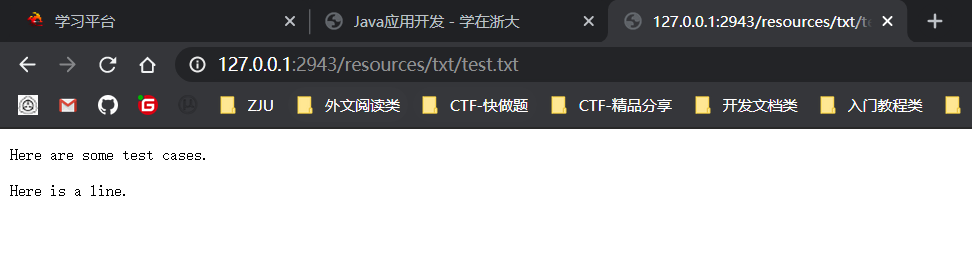 学习平台
Java应用开发 - 学在浙大
127.0.0.1:2943/resources/txt/te
127.0.0.1:2943/resources/txt/test.txt
ZJU
外文阅读类
CTF-快做题
CTF-精品分享
开发文档类
入门教程类
Here are some test cases.
Here is a line.